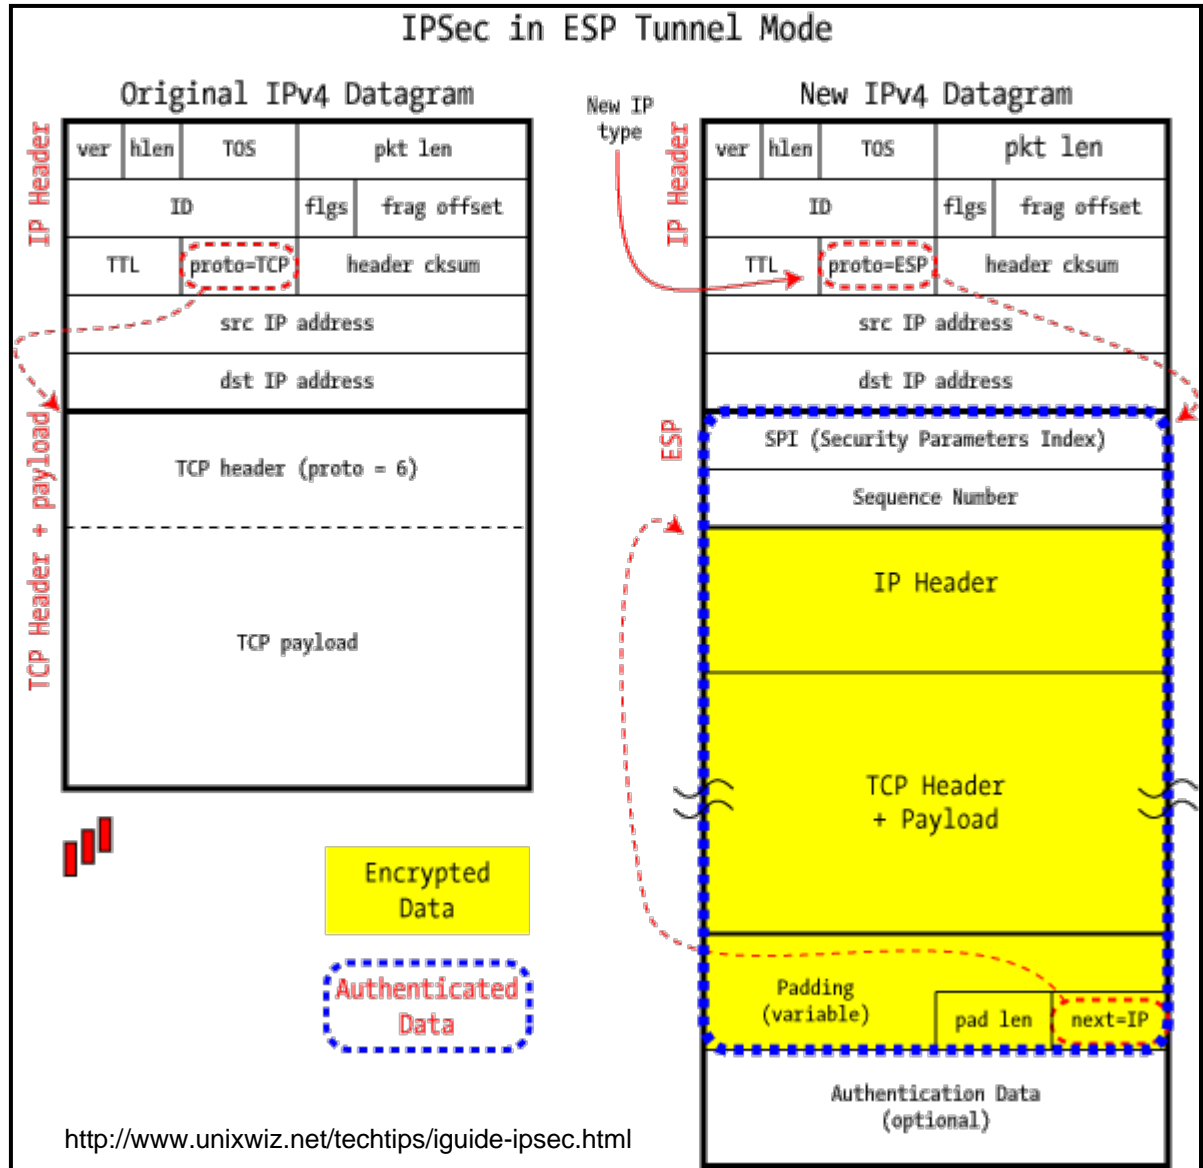 IPSec in ESP Tunnel Mode
Original IPv4 Datagram
IP Header
ver hlen TOS pkt len
ID flgs frag offset
TTL proto=TCP header cksum
src IP address
dst IP address
TCP Header + payload
TCP header (proto = 6)
TCP payload
New IP
type
New IPv4 Datagram
IP Header
ver hlen TOS pkt len
ID flgs frag offset
TTL proto=ESP header cksum
src IP address
dst IP address
ESP
SPI (Security Parameters Index)
Sequence Number
IP Header
TCP Header
+ Payload
Padding
(variable)
pad len next=IP
Authentication Data
(optional)
Encrypted
Data
Authenticated
Data
http://www.unixwiz.net/techtips/iguide-ipsec.html